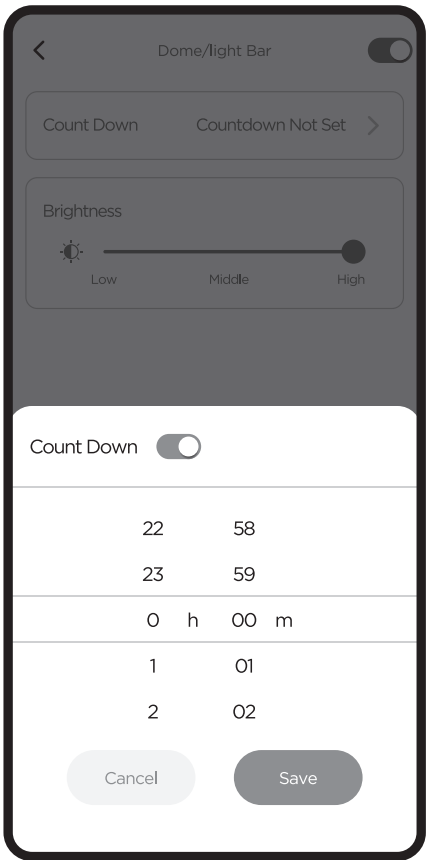 Dome/light Bar
Count Down Countdown Not Set
Brightness
Low Middle High
Count Down
22 58
23 59
0 h 00 m
1 01
2 02
Cancel Save